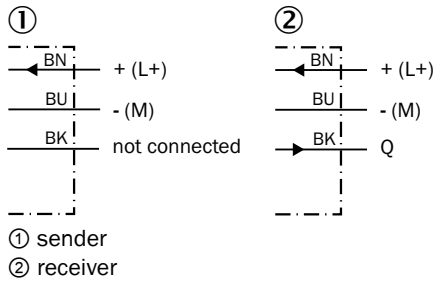 ① ②
BN + (L+) BN + (L+)
BU - (M) BU - (M)
BK not connected BK Q
① sender
② receiver